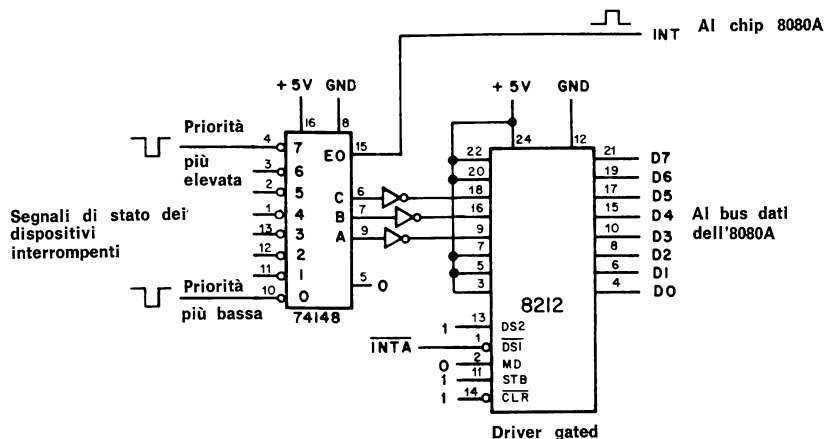 INT
Al chip 8080A
+ 5V GND
+ 5V GND
16 8
24 12
Priorità
più
elevata
4 7
3 6
2 5
1 4
13 3
12 2
11 1
10 0
EO 15
C 6
B 7
A 9
5 0
74148
Segnali di stato dei
dispositivi
interrompenti
Priorità
più bassa
22
20
18
16
9
7
5
3
21 D7
19 D6
17 D5
15 D4
10 D3
8 D2
6 D1
4 D0
Al bus dati
dell'8080A
8212
1 13 DS2
INTA 1 DS1
0 2 MD
1 11 STB
1 14 CLR
Driver gated